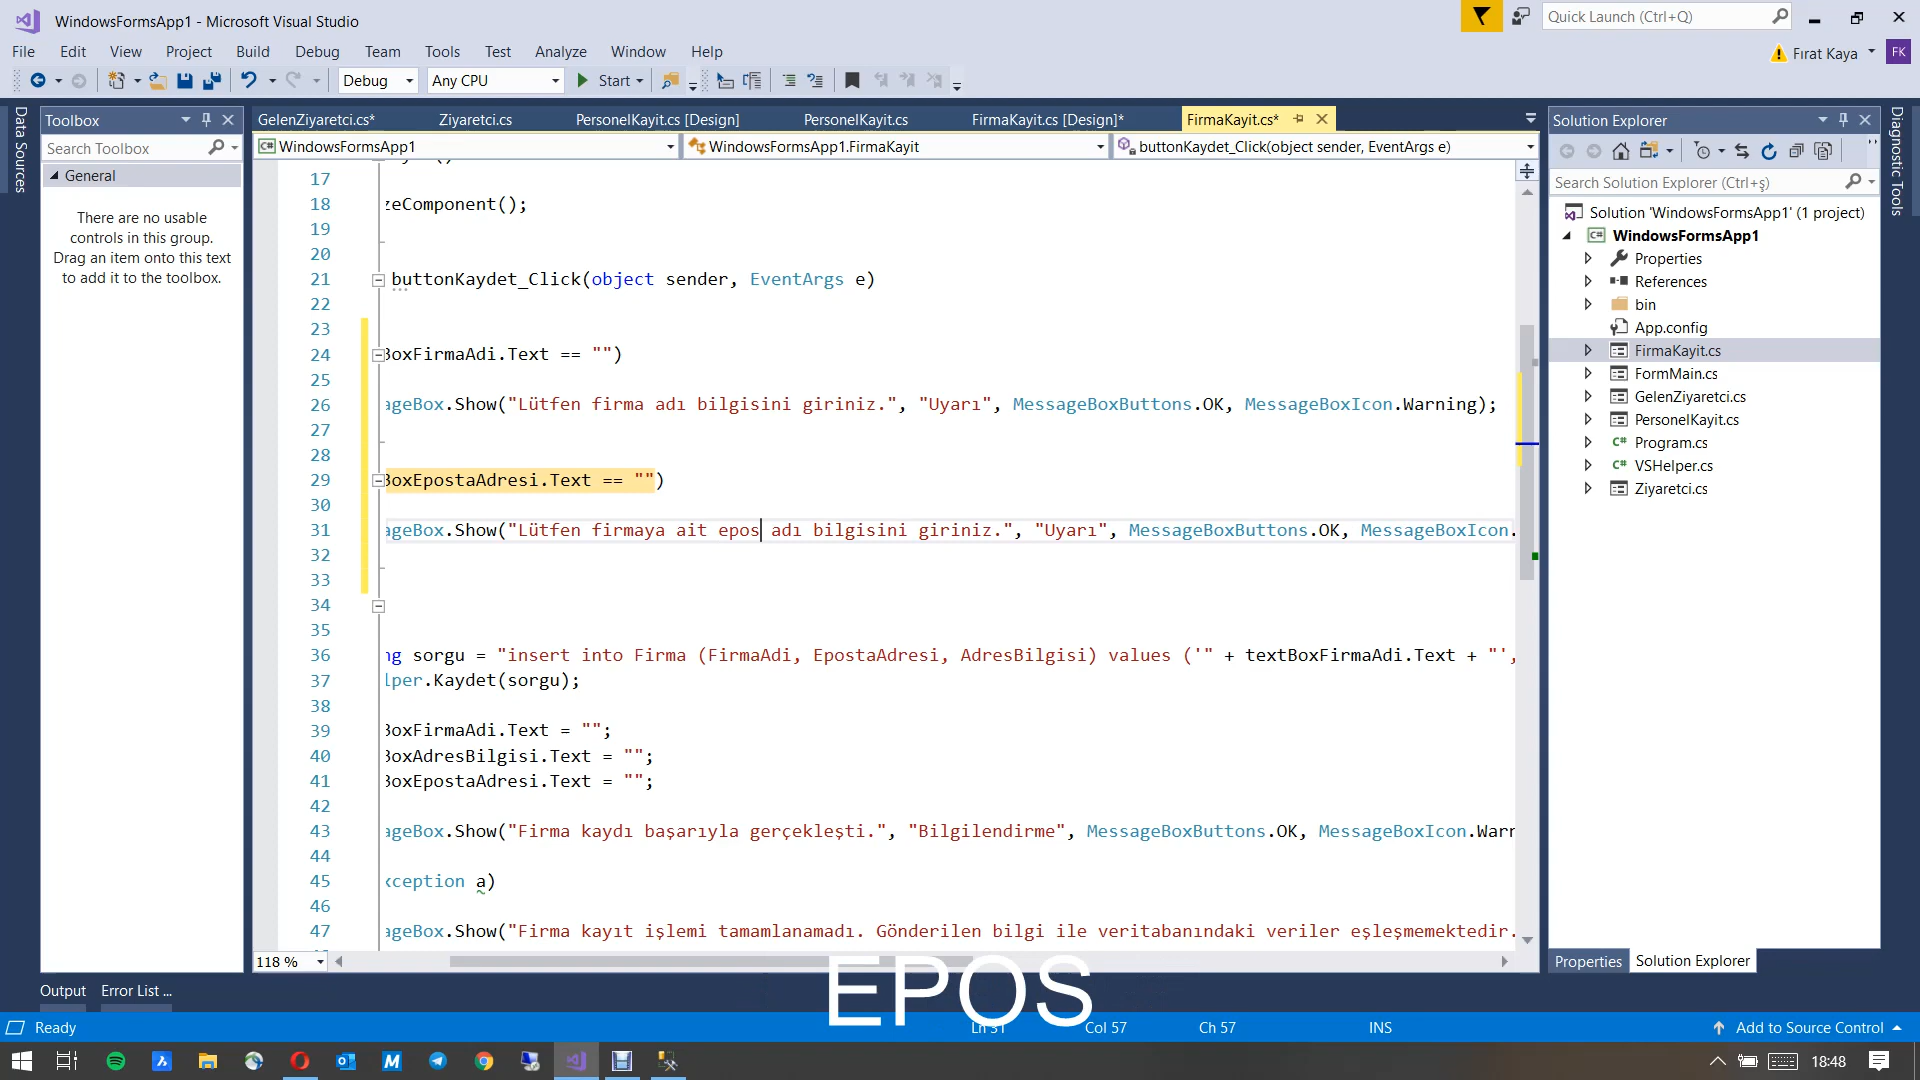 WindowsFormsApp1 - Microsoft Visual Studio
Quick Launch (Ctrl+Q)
File Edit View Project Build Debug Team Tools Test Analyze Window Help
Fırat Kaya FK
Debug Any CPU Start
Data Sources
Toolbox
Search Toolbox
General
There are no usable
controls in this group.
Drag an item onto this text
to add it to the toolbox.
GelenZiyaretci.cs* Ziyaretci.cs PersonelKayit.cs [Design] PersonelKayit.cs FirmaKayit.cs [Design]* FirmaKayit.cs*
WindowsFormsApp1 WindowsFormsApp1.FirmaKayit buttonKaydet_Click(object sender, EventArgs e)
17
18 zeComponent();
19
20
21 buttonKaydet_Click(object sender, EventArgs e)
22
23
24 BoxFirmaAdi.Text == "")
25
26 ageBox.Show("Lütfen firma adı bilgisini giriniz.", "Uyarı", MessageBoxButtons.OK, MessageBoxIcon.Warning);
27
28
29 BoxEpostaAdresi.Text == "")
30
31 ageBox.Show("Lütfen firmaya ait epos adı bilgisini giriniz.", "Uyarı", MessageBoxButtons.OK, MessageBoxIcon.
32
33
34
35
36 ng sorgu = "insert into Firma (FirmaAdi, EpostaAdresi, AdresBilgisi) values ('" + textBoxFirmaAdi.Text + "',
37 lper.Kaydet(sorgu);
38
39 BoxFirmaAdi.Text = "";
40 BoxAdresBilgisi.Text = "";
41 BoxEpostaAdresi.Text = "";
42
43 ageBox.Show("Firma kaydı başarıyla gerçekleşti.", "Bilgilendirme", MessageBoxButtons.OK, MessageBoxIcon.Warn
44
45 xception a)
46
47 ageBox.Show("Firma kayıt işlemi tamamlanamadı. Gönderilen bilgi ile veritabanındaki veriler eşleşmemektedir.
118 %
Solution Explorer
Search Solution Explorer (Ctrl+ş)
Solution 'WindowsFormsApp1' (1 project)
WindowsFormsApp1
Properties
References
bin
App.config
FirmaKayit.cs
FormMain.cs
GelenZiyaretci.cs
PersonelKayit.cs
Program.cs
VSHelper.cs
Ziyaretci.cs
Properties Solution Explorer
Diagnostic Tools
Output Error List ...
EPOS
Ready Ln 31 Col 57 Ch 57 INS Add to Source Control
18:48